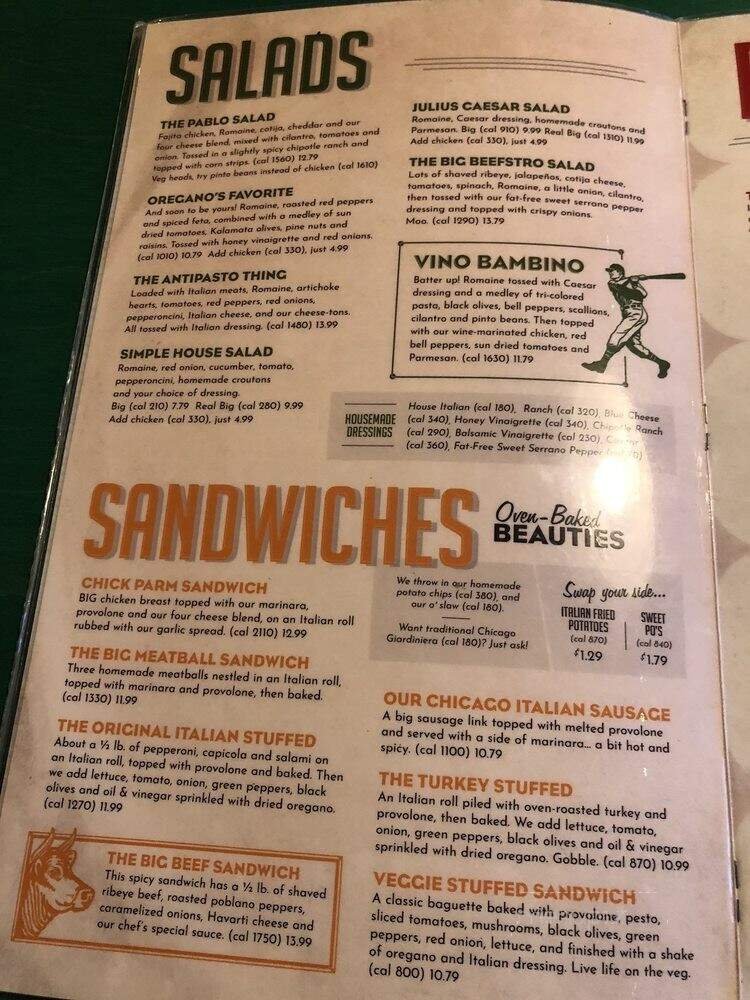 SALADS
THE PABLO SALAD
Fajita chicken, Romaine, cotija, cheddar and our
four cheese blend, mixed with cilantro, tomatoes and
onion. Tossed in a slightly spicy chipotle ranch and
topped with corn strips. (cal 1560) 12.79
Veg heads, try pinto beans instead of chicken (cal 1610)
OREGANO'S FAVORITE
And soon to be yours! Romaine, roasted red peppers
and spiced feta, combined with a medley of sun
dried tomatoes, Kalamata olives, pine nuts and
raisins. Tossed with honey vinaigrette and red onions.
(cal 1010) 10.79 Add chicken (cal 330), just 4.99
THE ANTIPASTO THING
Loaded with Italian meats, Romaine, artichoke
hearts, tomatoes, red peppers, red onions,
pepperoncini, Italian cheese, and our cheese-tons.
All tossed with Italian dressing. (cal 1480) 13.99
SIMPLE HOUSE SALAD
Romaine, red onion, cucumber, tomato,
pepperoncini, homemade croutons
and your choice of dressing.
Big (cal 210) 7.79 Real Big (cal 280) 9.99
Add chicken (cal 330), just 4.99
JULIUS CAESAR SALAD
Romaine, Caesar dressing, homemade croutons and
Parmesan. Big (cal 910) 9.99 Real Big (cal 1310) 11.99
Add chicken (cal 330), just 4.99
THE BIG BEEFSTRO SALAD
Lots of shaved ribeye, jalapeños, cotija cheese,
tomatoes, spinach, Romaine, a little onion, cilantro,
then tossed with our fat-free sweet serrano pepper
dressing and topped with crispy onions.
Moo. (cal 1290) 13.79
VINO BAMBINO
Batter up! Romaine tossed with Caesar
dressing and a medley of tri-colored
pasta, black olives, bell peppers, scallions,
cilantro and pinto beans. Then topped
with our wine-marinated chicken, red
bell peppers, sun dried tomatoes and
Parmesan. (cal 1630) 11.79
HOUSEMADE
DRESSINGS
House Italian (cal 180), Ranch (cal 320), Blue Cheese
(cal 340), Honey Vinaigrette (cal 340), Chipotle Ranch
(cal 290), Balsamic Vinaigrette (cal 230), Caesar
(cal 360), Fat-Free Sweet Serrano Pepper
SANDWICHES
Oven-Baked
BEAUTIES
CHICK PARM SANDWICH
BIG chicken breast topped with our marinara,
provolone and our four cheese blend, on an Italian roll
rubbed with our garlic spread. (cal 2110) 12.99
THE BIG MEATBALL SANDWICH
Three homemade meatballs nestled in an Italian roll,
topped with marinara and provolone, then baked.
(cal 1330) 11.99
THE ORIGINAL ITALIAN STUFFED
About a ½ lb. of pepperoni, capicola and salami on
an Italian roll, topped with provolone and baked. Then
we add lettuce, tomato, onion, green peppers, black
olives and oil & vinegar sprinkled with dried oregano.
(cal 1270) 11.99
THE BIG BEEF SANDWICH
This spicy sandwich has a ½ lb. of shaved
ribeye beef, roasted poblano peppers,
caramelized onions, Havarti cheese and
our chef's special sauce. (cal 1750) 13.99
We throw in our homemade
potato chips (cal 380), and
our o' slaw (cal 180).
Want traditional Chicago
Giardiniera (cal 180)? Just ask!
Swap your side...
ITALIAN FRIED
POTATOES
(cal 870)
$1.29
SWEET
PO'S
(cal 840)
$1.79
OUR CHICAGO ITALIAN SAUSAGE
A big sausage link topped with melted provolone
and served with a side of marinara... a bit hot and
spicy. (cal 1100) 10.79
THE TURKEY STUFFED
An Italian roll piled with oven-roasted turkey and
provolone, then baked. We add lettuce, tomato,
onion, green peppers, black olives and oil & vinegar
sprinkled with dried oregano. Gobble. (cal 870) 10.99
VEGGIE STUFFED SANDWICH
A classic baguette baked with provolone, pesto,
sliced tomatoes, mushrooms, black olives, green
peppers, red onion, lettuce, and finished with a shake
of oregano and Italian dressing. Live life on the veg.
(cal 800) 10.79